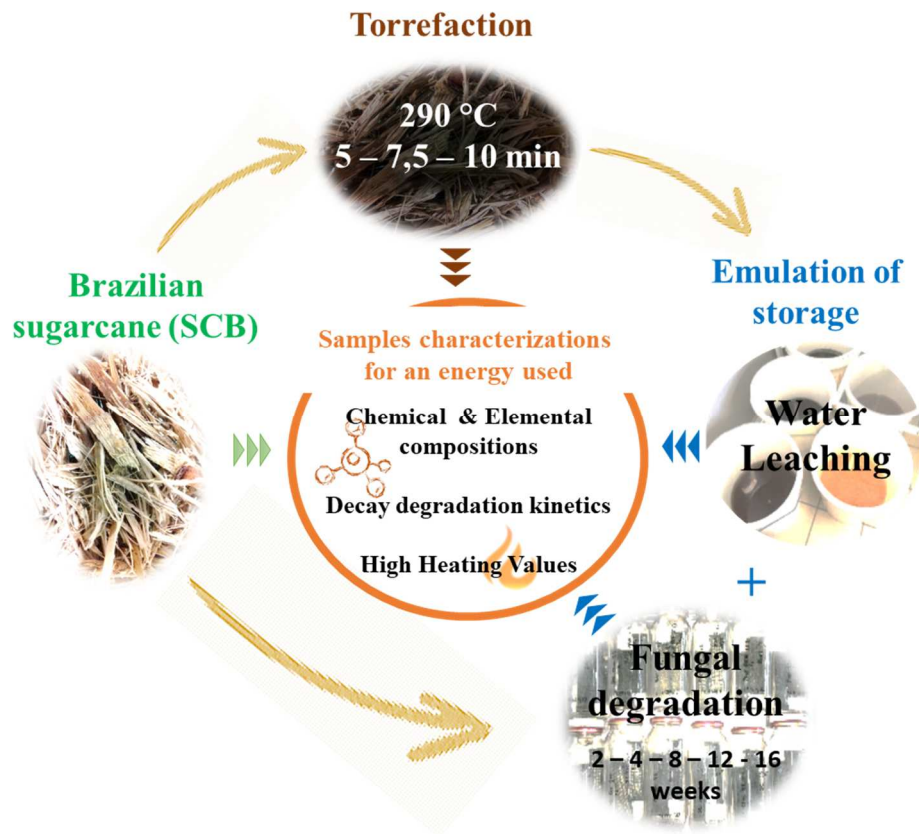 Torrefaction
290 °C
5 – 7,5 – 10 min
Brazilian
sugarcane (SCB)
Emulation of
storage
Samples characterizations
for an energy used
Chemical & Elemental
compositions
Decay degradation kinetics
High Heating Values
Water
Leaching
+
Fungal
degradation
2 – 4 – 8 – 12 - 16
weeks